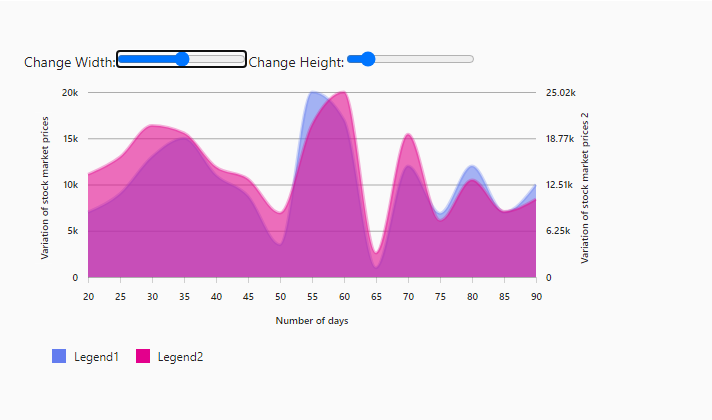 Change Width: Change Height:
Variation of stock market prices
20k
15k
10k
5k
0
25.02k
18.77k
12.51k
6.25k
0
Variation of stock market prices 2
20 25 30 35 40 45 50 55 60 65 70 75 80 85 90
Number of days
Legend1 Legend2